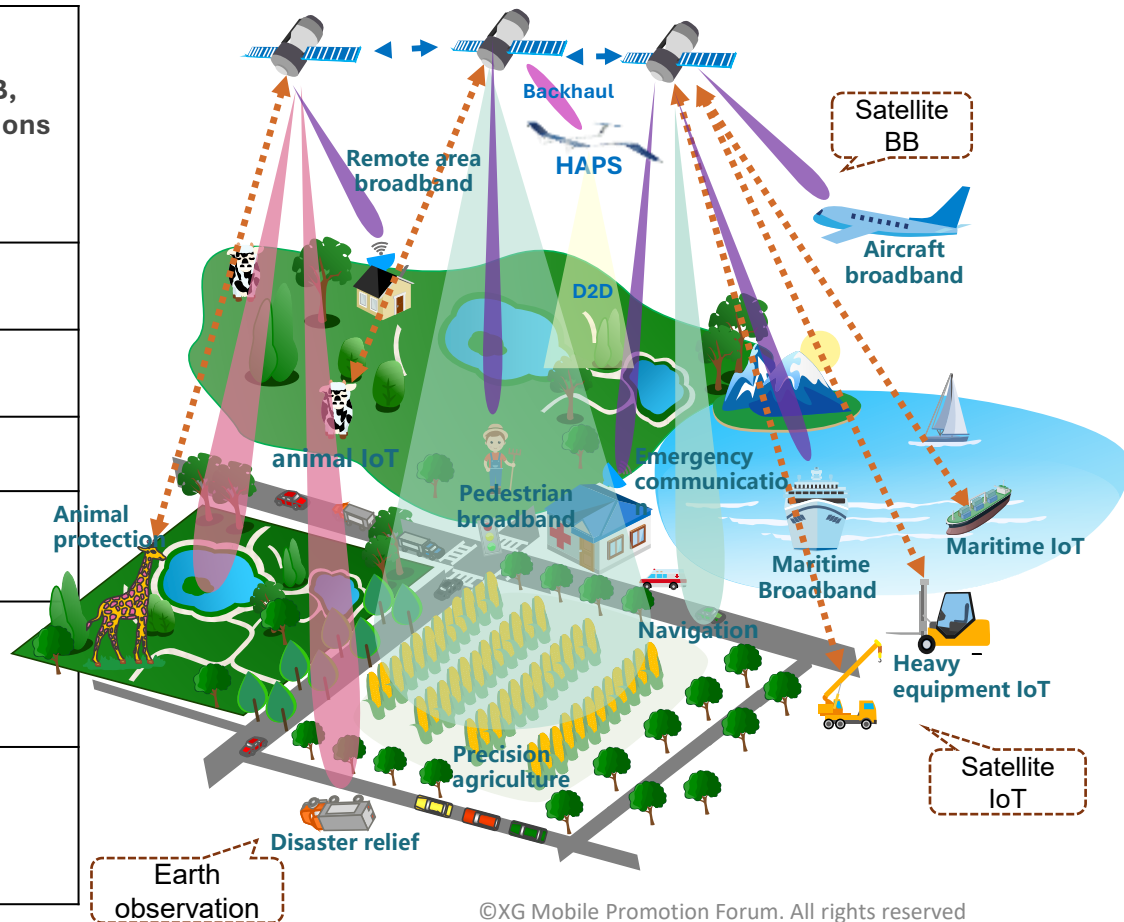 B,
ions
Backhaul
HAPS
Satellite
BB
Remote area
broadband
Aircraft
broadband
D2D
animal IoT
Pedestrian
broadband
Emergency
communicatio
n
Animal
protection
Maritime
Broadband
Maritime IoT
Navigation
Heavy
equipment IoT
Precision
agriculture
Satellite
IoT
Disaster relief
Earth
observation
©XG Mobile Promotion Forum. All rights reserved